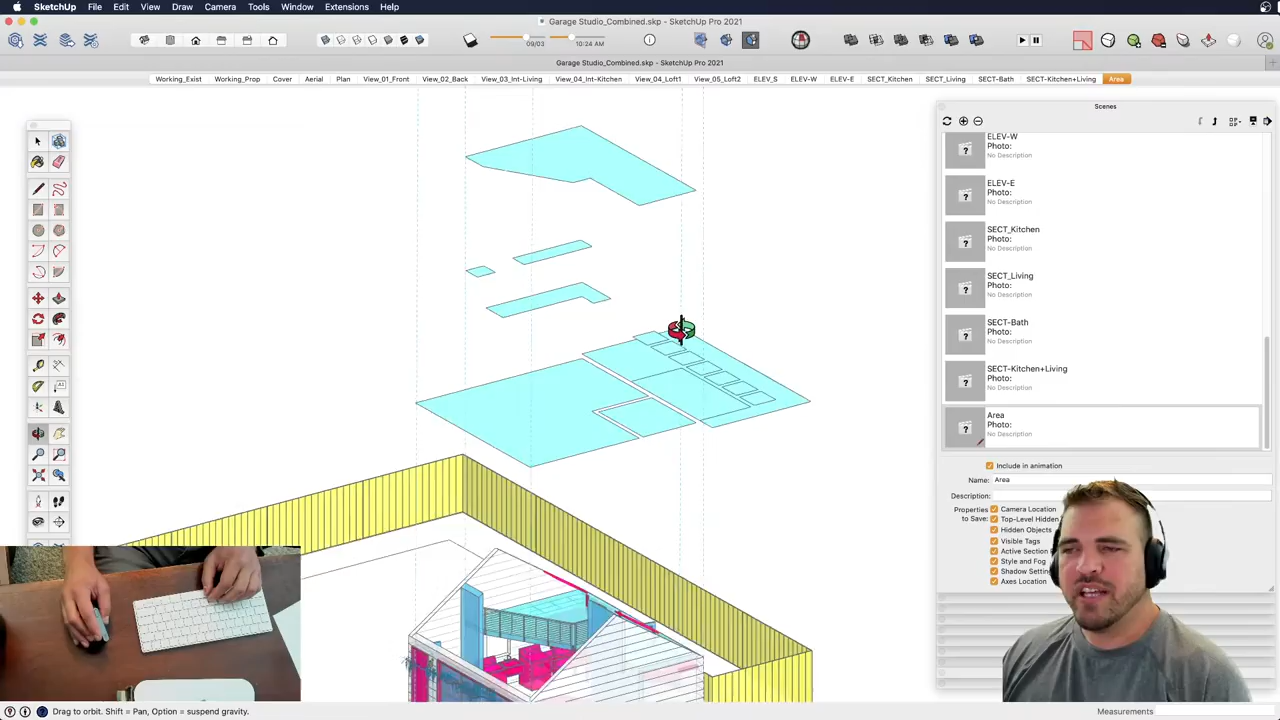 SketchUp File Edit View Draw Camera Tools Window Extensions Help
Garage Studio_Combined.skp - SketchUp Pro 2021
09/03 10:24 AM
Garage Studio_Combined.skp - SketchUp Pro 2021
Working_Exist Working_Prop Cover Aerial Plan View_01_Front View_02_Back View_03_Int-Living View_04_Int-Kitchen View_04_Loft1 View_05_Loft2 ELEV_S ELEV-W ELEV-E SECT_Kitchen SECT_Living SECT-Bath SECT-Kitchen+Living Area
Scenes
ELEV-W
Photo:
No Description
ELEV-E
Photo:
No Description
SECT_Kitchen
Photo:
No Description
SECT_Living
Photo:
No Description
SECT-Bath
Photo:
No Description
SECT-Kitchen+Living
Photo:
No Description
Area
Photo:
No Description
Include in animation
Name: Area
Description:
Properties to Save:
Camera Location
Top-Level Hidden
Hidden Objects
Visible Tags
Active Section
Style and Fog
Shadow Setting
Axes Location
Drag to orbit. Shift = Pan, Option = suspend gravity.
Measurements